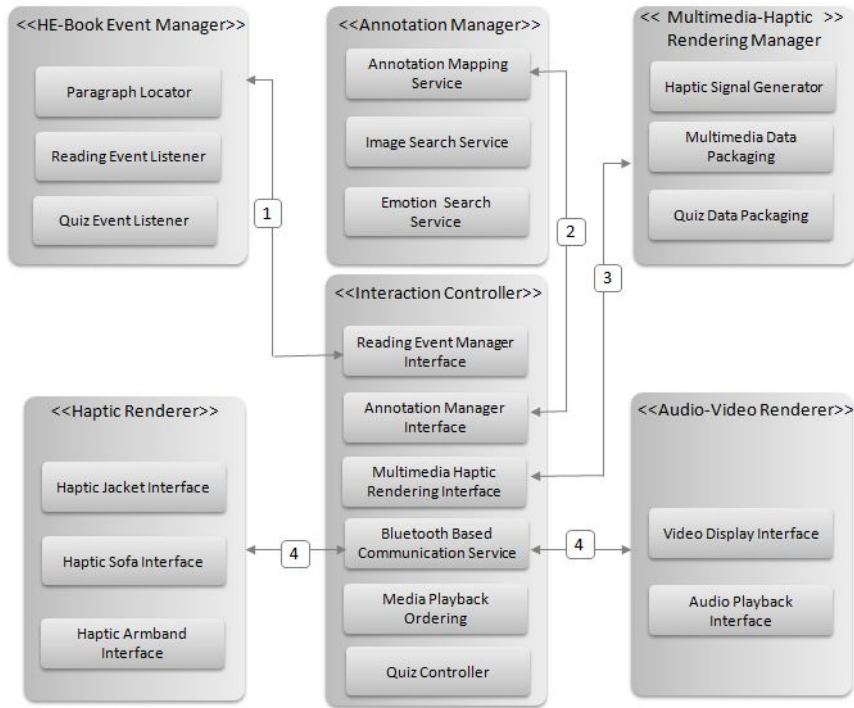 <<HE-Book Event Manager>>
Paragraph Locator
Reading Event Listener
Quiz Event Listener
<<Annotation Manager>>
Annotation Mapping
Service
Image Search Service
Emotion Search
Service
<< Multimedia-Haptic >>
Rendering Manager
Haptic Signal Generator
Multimedia Data
Packaging
Quiz Data Packaging
1
2
3
<<Interaction Controller>>
Reading Event Manager
Interface
Annotation Manager
Interface
Multimedia Haptic
Rendering Interface
Bluetooth Based
Communication Service
Media Playback
Ordering
Quiz Controller
<<Haptic Renderer>>
Haptic Jacket Interface
Haptic Sofa Interface
Haptic Armband
Interface
4
4
<<Audio-Video Renderer>>
Video Display Interface
Audio Playback
Interface